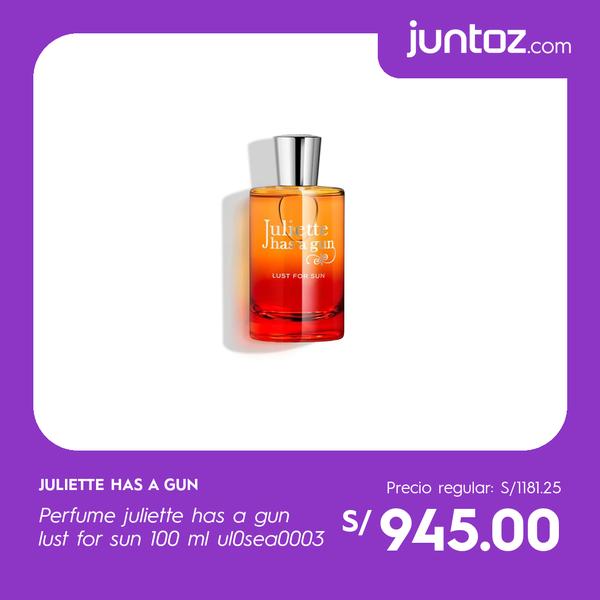 juntoz.com
Juliette
has a gun
LUST FOR SUN
JULIETTE HAS A GUN
Perfume juliette has a gun
lust for sun 100 ml ul0sea0003
Precio regular: S/1181.25
S/ 945.00